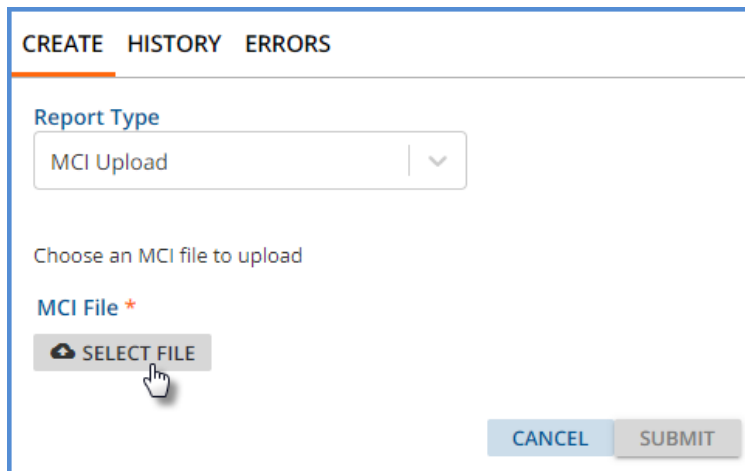 CREATE HISTORY ERRORS
Report Type
MCI Upload
Choose an MCI file to upload
MCI File *
SELECT FILE
CANCEL SUBMIT